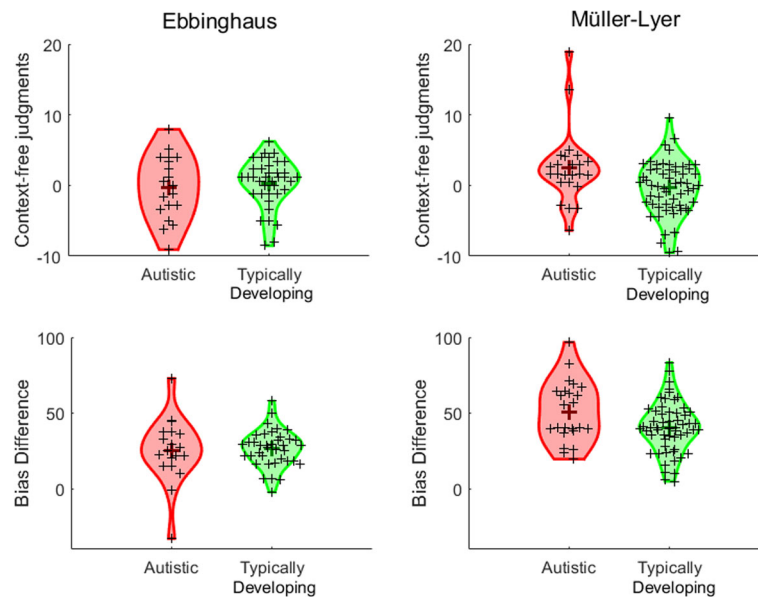 Ebbinghaus
Müller-Lyer
Context-free judgments
20
10
0
-10
Autistic
Typically
Developing
Context-free judgments
20
10
0
-10
Autistic
Typically
Developing
Bias Difference
100
50
0
Autistic
Typically
Developing
Bias Difference
100
50
0
Autistic
Typically
Developing